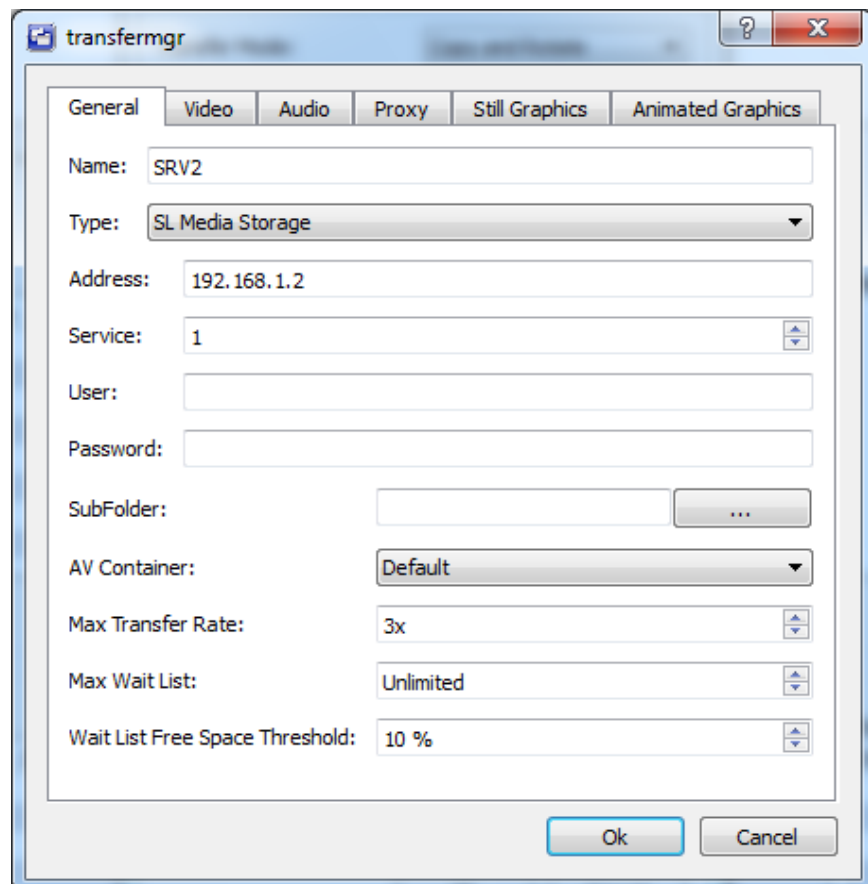 transfermgr
General Video Audio Proxy Still Graphics Animated Graphics
Name: SRV2
Type: SL Media Storage
Address: 192.168.1.2
Service: 1
User:
Password:
SubFolder: ...
AV Container: Default
Max Transfer Rate: 3x
Max Wait List: Unlimited
Wait List Free Space Threshold: 10 %
Ok Cancel